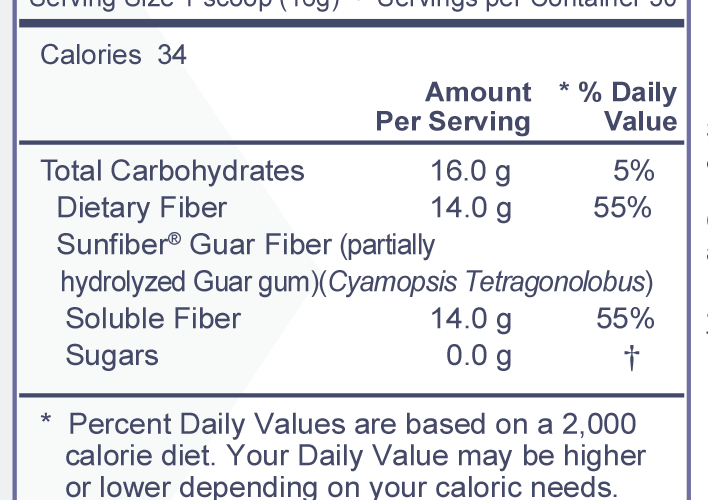 Serving Size 1 scoop (16g) • Servings per Container 30
Calories 34
Amount * % Daily
Per Serving Value
Total Carbohydrates 16.0 g 5%
Dietary Fiber 14.0 g 55%
Sunfiber® Guar Fiber (partially
hydrolyzed Guar gum)(Cyamopsis Tetragonolobus)
Soluble Fiber 14.0 g 55%
Sugars 0.0 g †
* Percent Daily Values are based on a 2,000
calorie diet. Your Daily Value may be higher
or lower depending on your caloric needs.